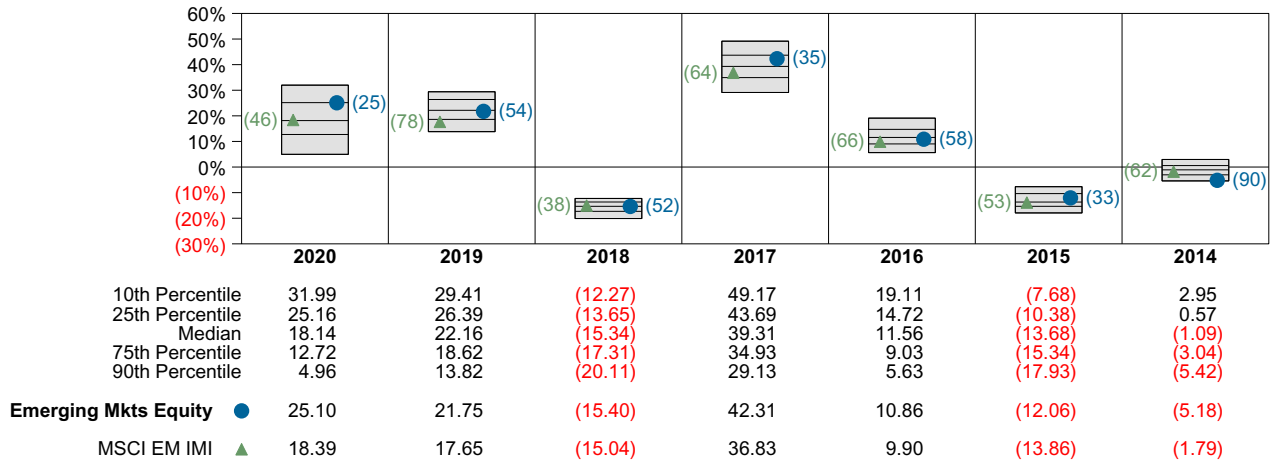 60%
50%
40%
30%
20%
10%
0%
(10%)
(20%)
(30%)
(46) (25) (78) (54) (38) (52) (64) (35) (66) (58) (53) (33) (62) (90)
2020 2019 2018 2017 2016 2015 2014
10th Percentile 31.99 29.41 (12.27) 49.17 19.11 (7.68) 2.95
25th Percentile 25.16 26.39 (13.65) 43.69 14.72 (10.38) 0.57
Median 18.14 22.16 (15.34) 39.31 11.56 (13.68) (1.09)
75th Percentile 12.72 18.62 (17.31) 34.93 9.03 (15.34) (3.04)
90th Percentile 4.96 13.82 (20.11) 29.13 5.63 (17.93) (5.42)
Emerging Mkts Equity 25.10 21.75 (15.40) 42.31 10.86 (12.06) (5.18)
MSCI EM IMI 18.39 17.65 (15.04) 36.83 9.90 (13.86) (1.79)